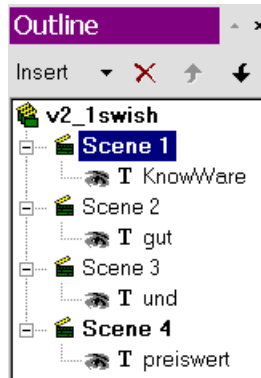 Outline
Insert
v2_1swish
Scene 1
T KnowWare
Scene 2
T gut
Scene 3
T und
Scene 4
T preiswert